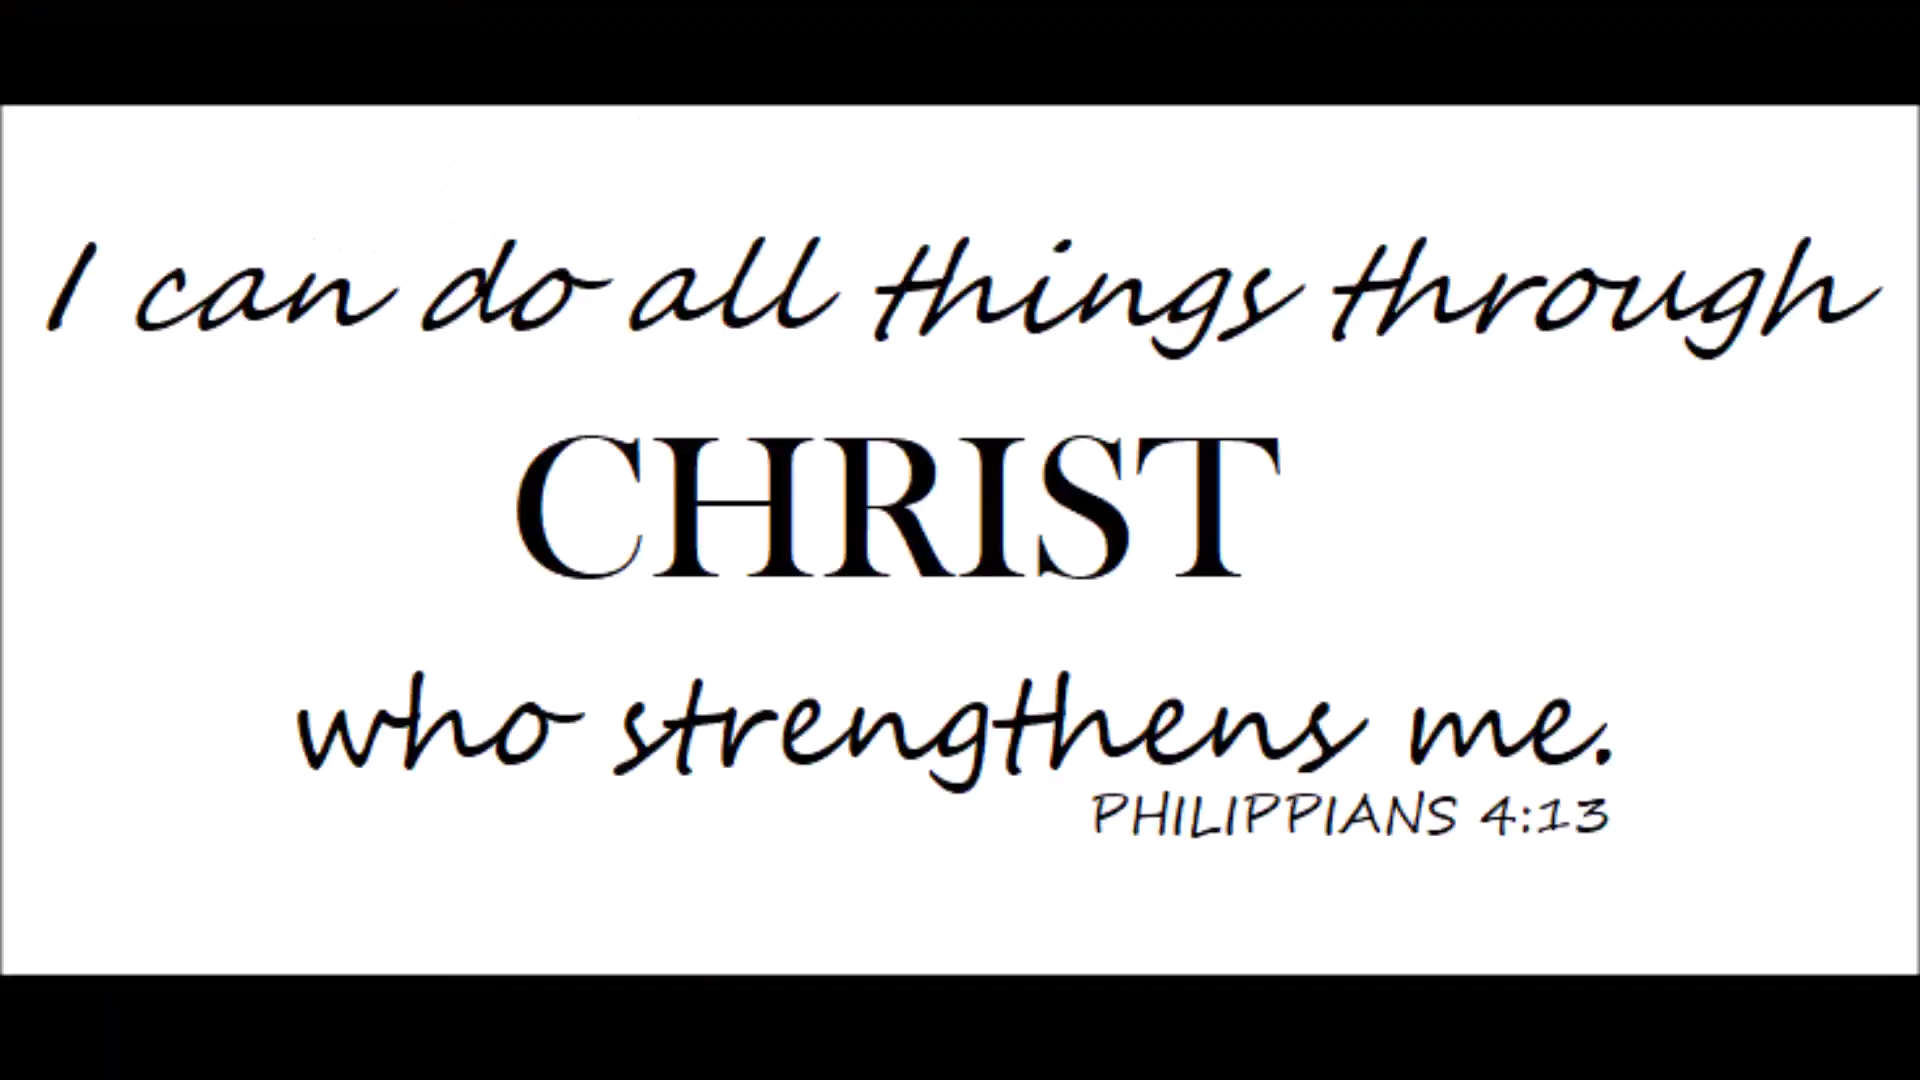 I can do all things through
CHRIST
who strengthens me.
PHILIPPIANS 4:13